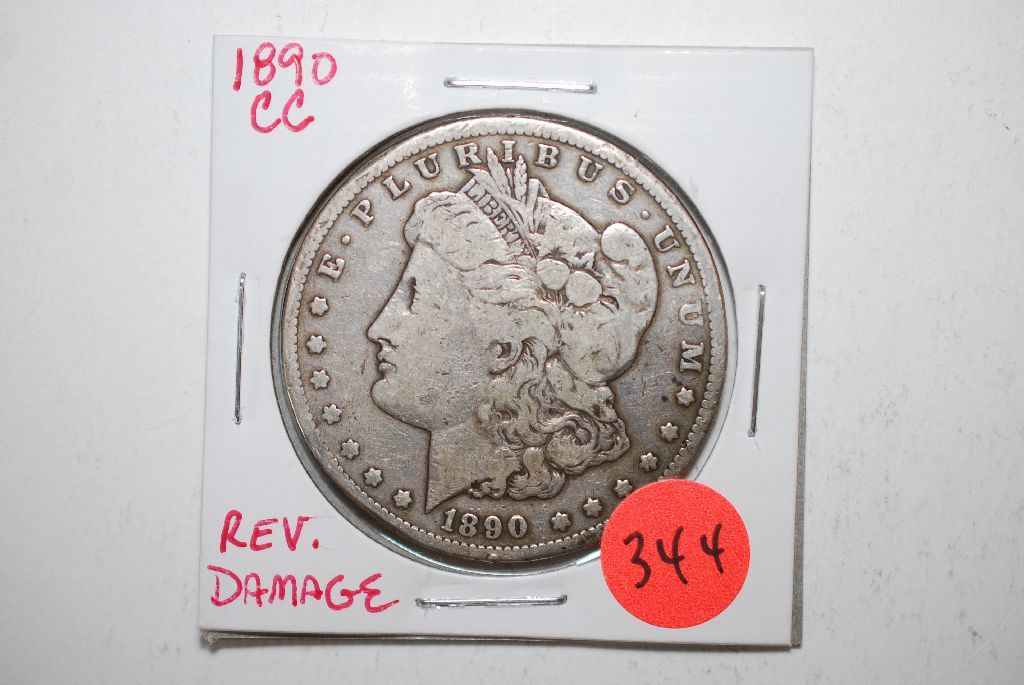 1890
CC
E · PLURIBUS · UNUM
LIBERTY
1890
REV.
DAMAGE
344